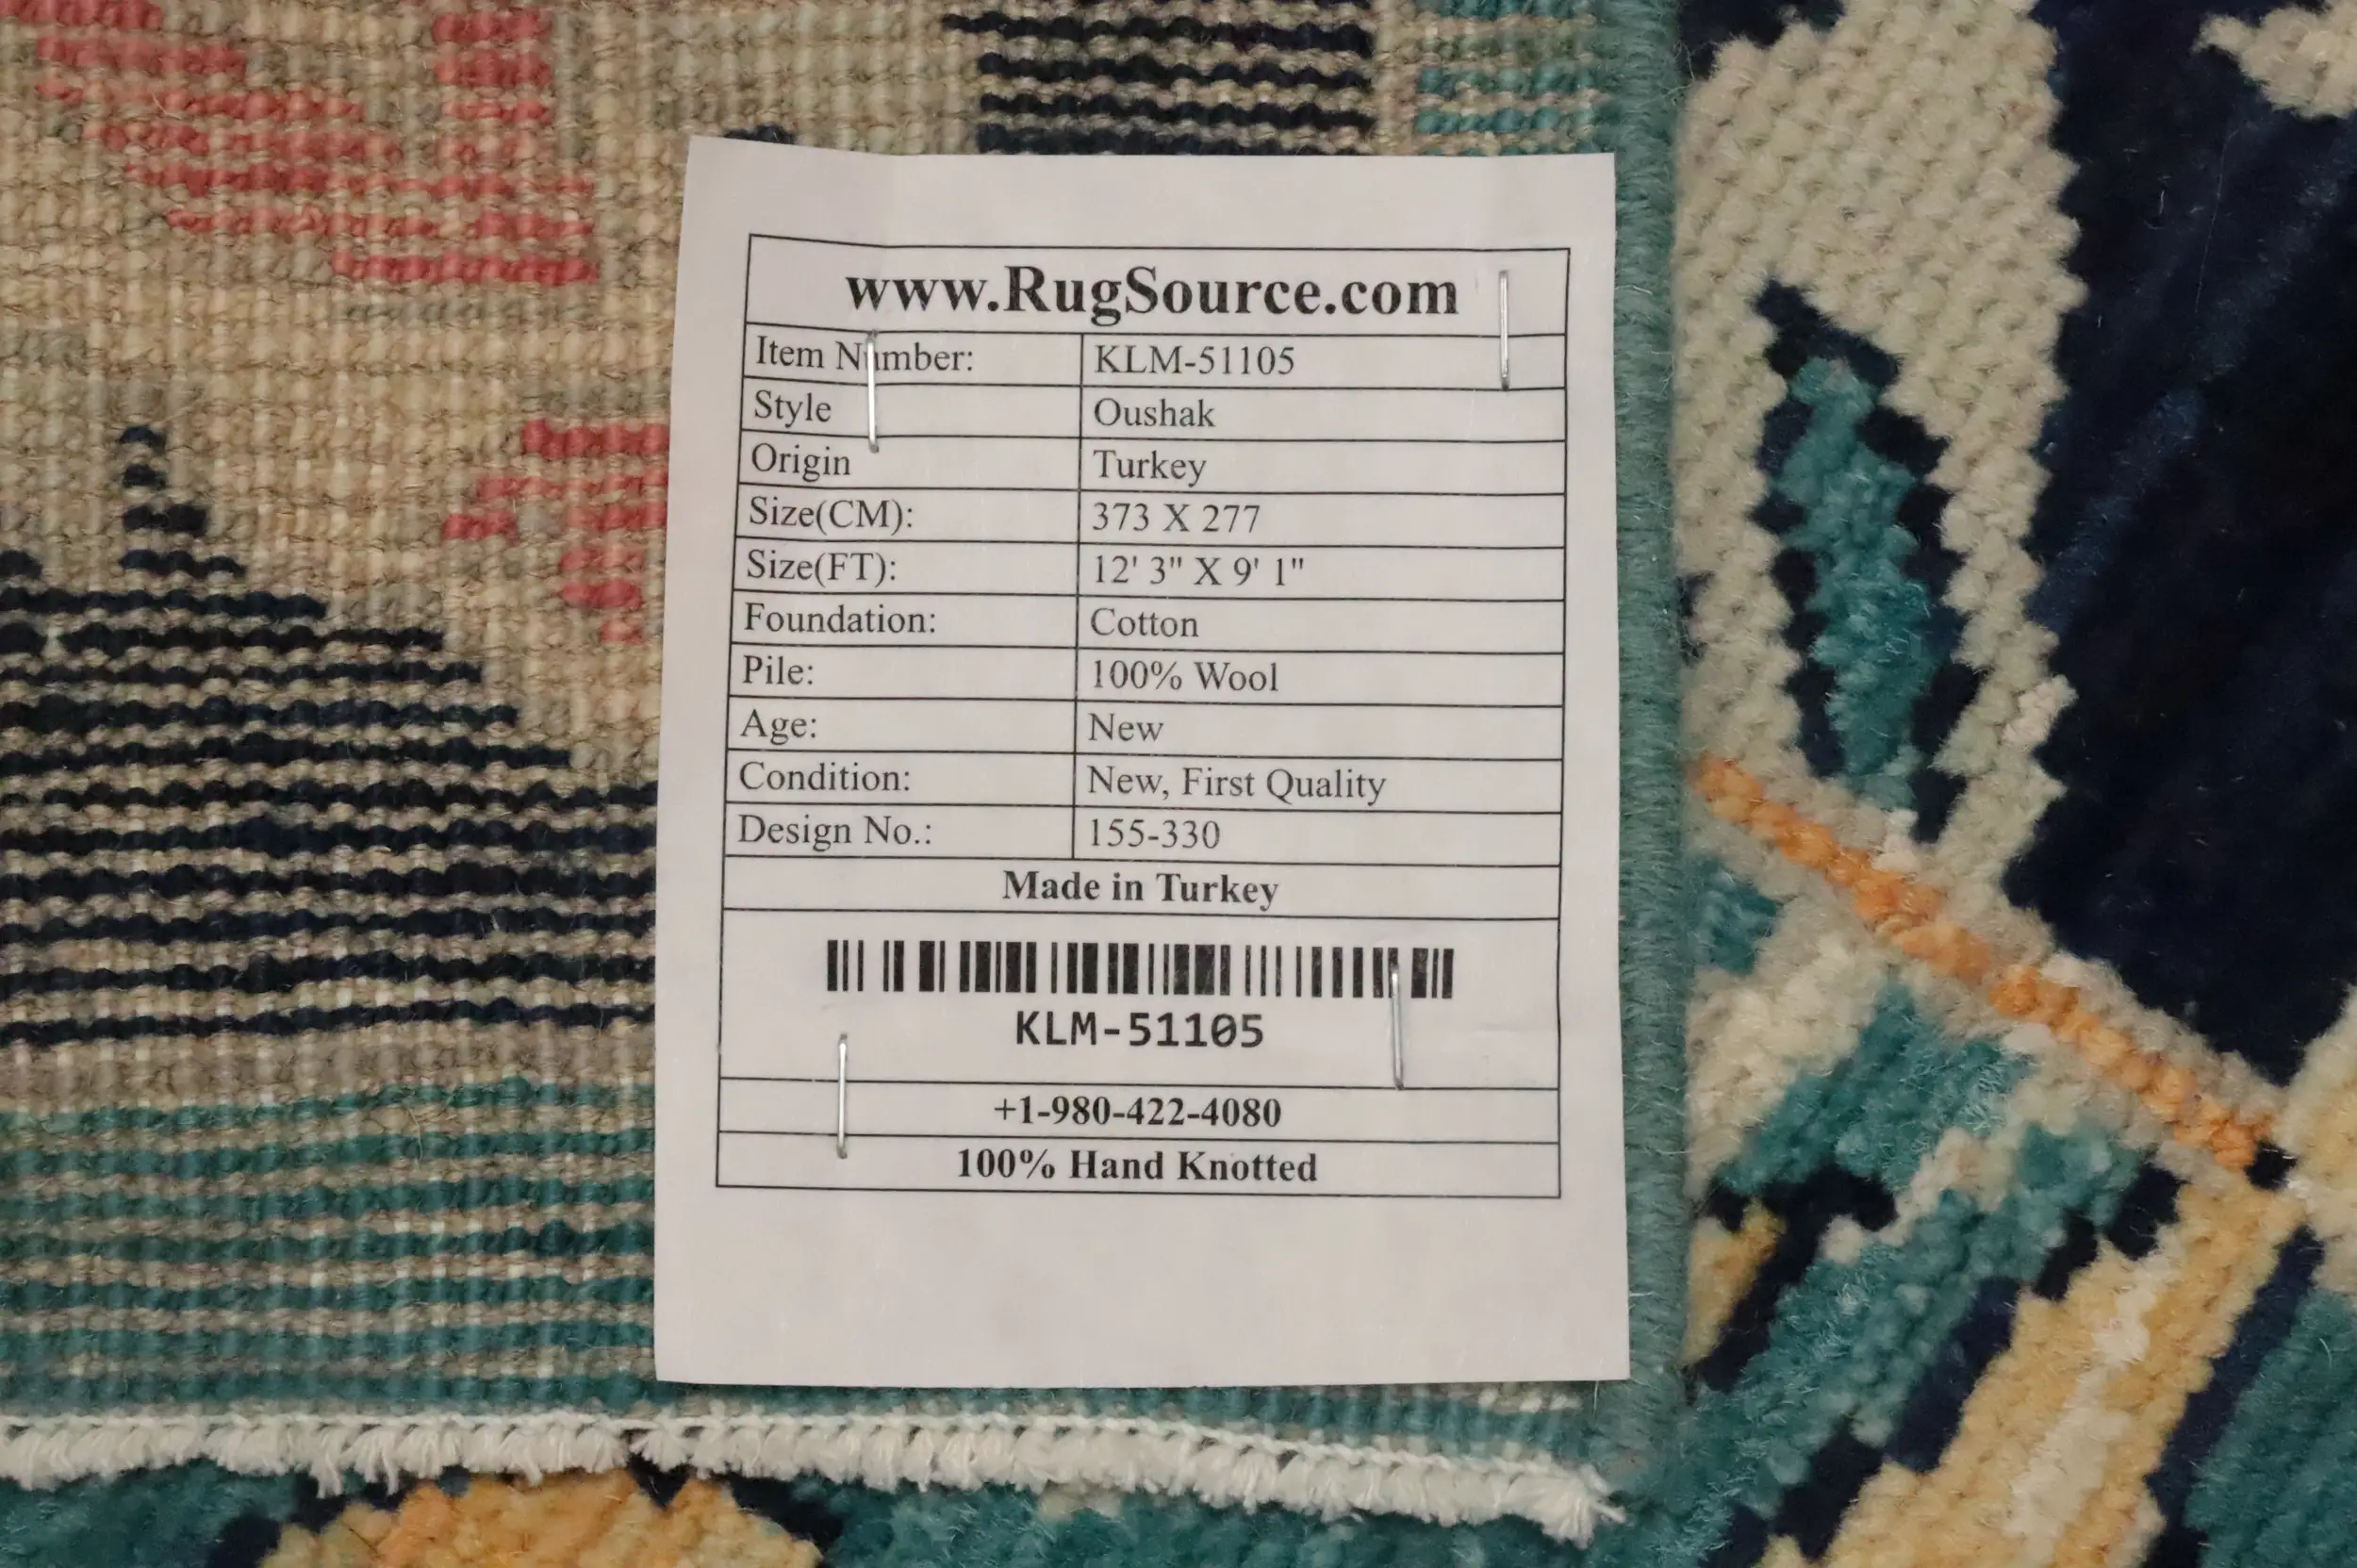 www.RugSource.com
Item Number: KLM-51105
Style Oushak
Origin Turkey
Size(CM): 373 X 277
Size(FT): 12' 3" X 9' 1"
Foundation: Cotton
Pile: 100% Wool
Age: New
Condition: New, First Quality
Design No.: 155-330
Made in Turkey
KLM-51105
+1-980-422-4080
100% Hand Knotted